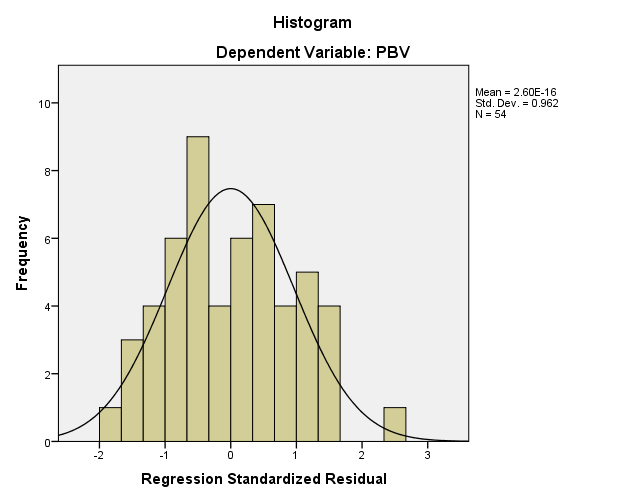 Histogram
Dependent Variable: PBV
Mean = 2.60E-16
Std. Dev. = 0.962
N = 54
Frequency
10
8
6
4
2
0
-2 -1 0 1 2 3
Regression Standardized Residual